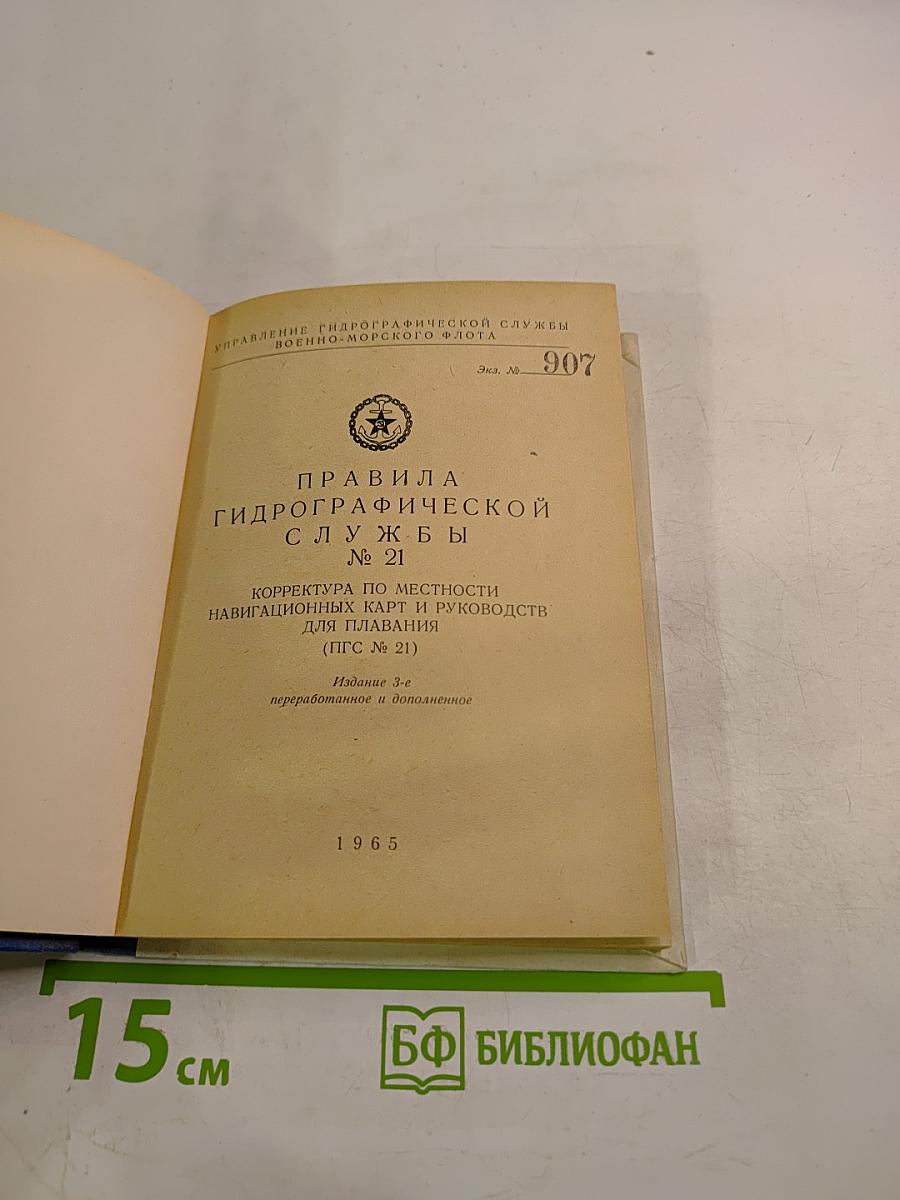 УПРАВЛЕНИЕ ГИДРОГРАФИЧЕСКОЙ СЛУЖБЫ
ВОЕННО-МОРСКОГО ФЛОТА
Экз. № 907
ПРАВИЛА
ГИДРОГРАФИЧЕСКОЙ
СЛУЖБЫ
№ 21
КОРРЕКТУРА ПО МЕСТНОСТИ
НАВИГАЦИОННЫХ КАРТ И РУКОВОДСТВ
ДЛЯ ПЛАВАНИЯ
(ПГС № 21)
Издание 3-е
переработанное и дополненное
1965
15 см
БФ БИБЛИОФАН